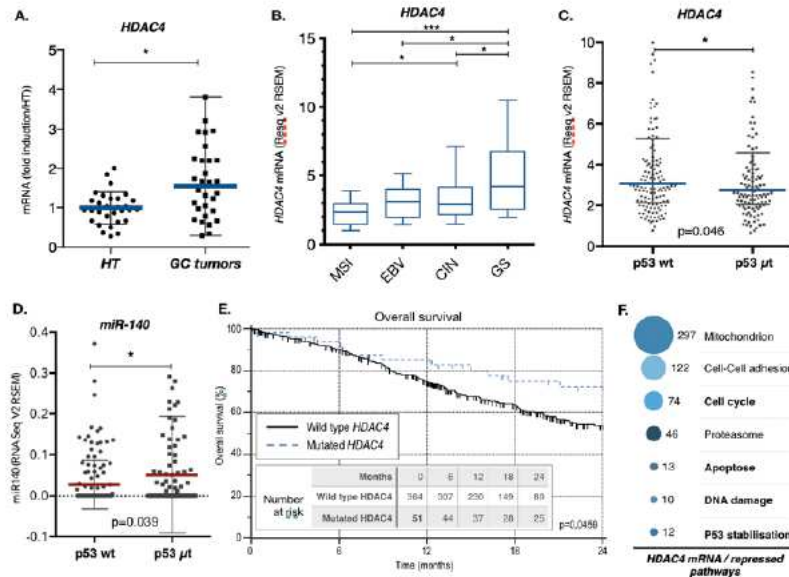 A.
HDAC4
*
mRNA (fold induction/HT))
5
4
3
2
1
0
HT
GC tumors
B.
HDAC4
***
*
*
*
HDAC4 mRNA (Resq v2 RSEM)
15
10
5
0
MSI
EBV
CIN
GS
C.
HDAC4
*
HDAC4 mRNA (Resq v2 RSEM)
10
8
6
4
2
0
p=0.046
p53 wt
p53 µt
D.
miR-140
*
miR140 (RNA Seq V2 RSEM)
0.4
0.3
0.2
0.1
0.0
-0.1
p=0.039
p53 wt
p53 µt
E.
Overall survival
Overall survival (%)
100
80
60
40
20
0
Wild type HDAC4
Mutated HDAC4
Number at risk
Months 0 6 12 18 24
Wild type HDAC4 364 307 230 149 89
Mutated HDAC4 51 44 37 28 25
p=0,0459
0 6 12 18 24
Time (months)
F.
297 Mitochondrion
122 Cell-Cell adhesion
74 Cell cycle
46 Proteasome
13 Apoptose
10 DNA damage
12 P53 stabilisation
HDAC4 mRNA / repressed
pathways